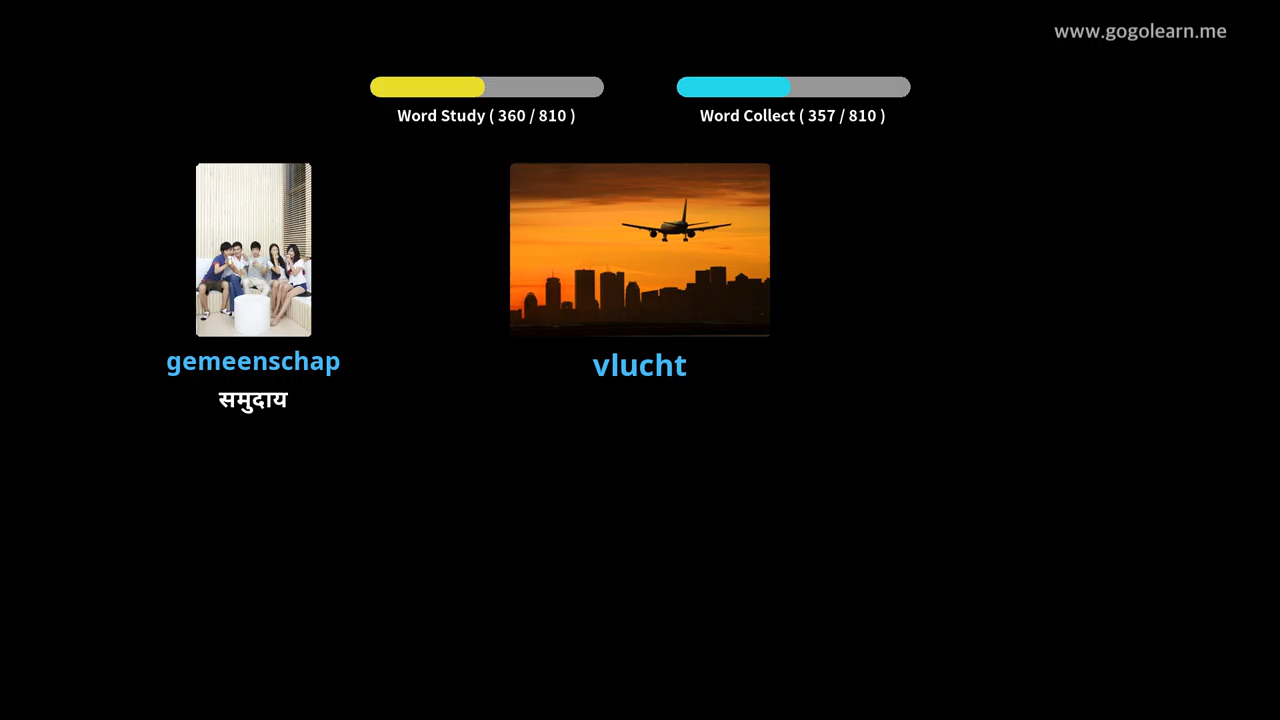 www.gogolearn.me
Word Study ( 360 / 810 )
Word Collect ( 357 / 810 )
gemeenschap
समुदाय
vlucht